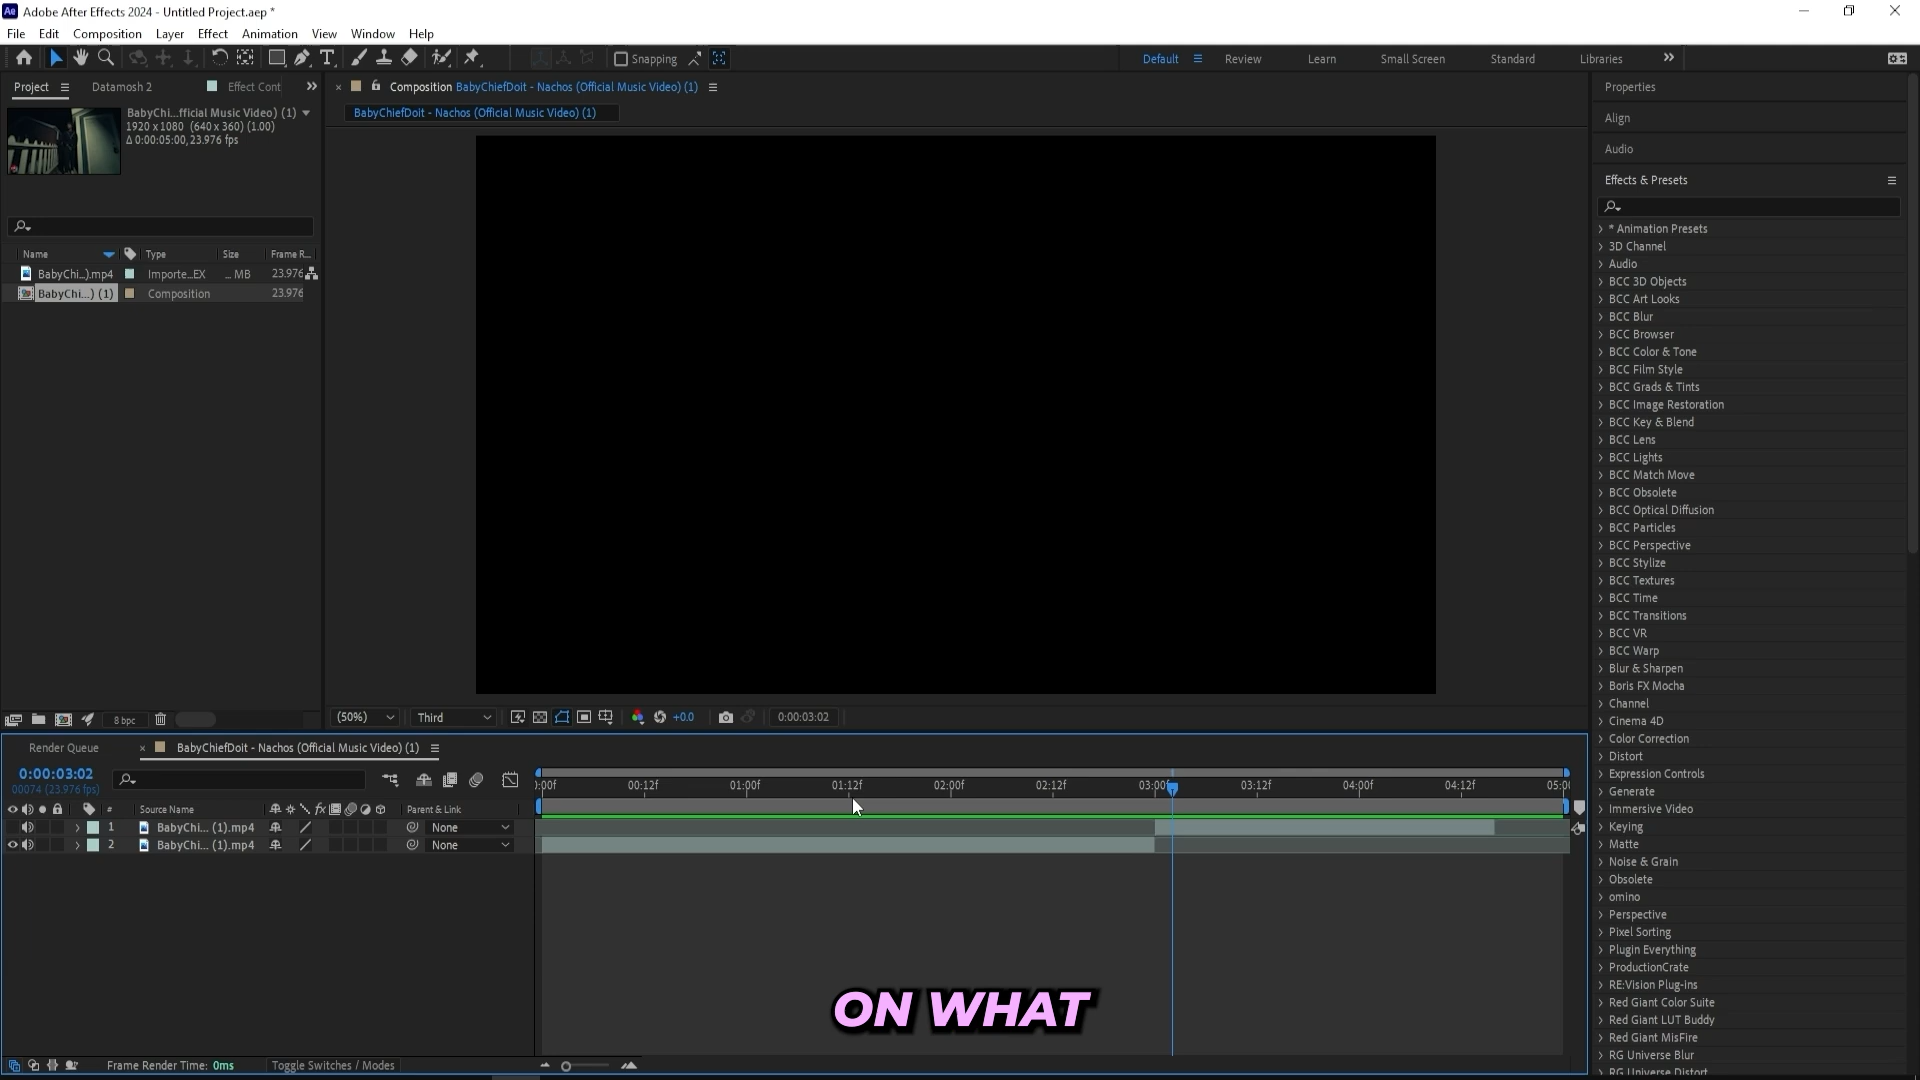 Adobe After Effects 2024 - Untitled Project.aep *
File Edit Composition Layer Effect Animation View Window Help
Snapping
Default Review Learn Small Screen Standard Libraries
Project Datamosh 2 Effect Cont
BabyChi...fficial Music Video) (1)
1920 x 1080 (640 x 360) (1.00)
Δ 0:00:05:00, 23.976 fps
Name Type Size Frame R...
BabyChi...).mp4 Importe...EX ... MB 23.976
BabyChi...) (1) Composition 23.976
8 bpc
Composition BabyChiefDoit - Nachos (Official Music Video) (1)
BabyChiefDoit - Nachos (Official Music Video) (1)
(50%) Third +0.0 0:00:03:02
Properties
Align
Audio
Effects & Presets
* Animation Presets
3D Channel
Audio
BCC 3D Objects
BCC Art Looks
BCC Blur
BCC Browser
BCC Color & Tone
BCC Film Style
BCC Grads & Tints
BCC Image Restoration
BCC Key & Blend
BCC Lens
BCC Lights
BCC Match Move
BCC Obsolete
BCC Optical Diffusion
BCC Particles
BCC Perspective
BCC Stylize
BCC Textures
BCC Time
BCC Transitions
BCC VR
BCC Warp
Blur & Sharpen
Boris FX Mocha
Channel
Cinema 4D
Color Correction
Distort
Expression Controls
Generate
Immersive Video
Keying
Matte
Noise & Grain
Obsolete
omino
Perspective
Pixel Sorting
Plugin Everything
ProductionCrate
RE:Vision Plug-ins
Red Giant Color Suite
Red Giant LUT Buddy
Red Giant MisFire
RG Universe Blur
RG Universe Distort
Render Queue BabyChiefDoit - Nachos (Official Music Video) (1)
0:00:03:02
00074 (23.976 fps)
:00f 00:12f 01:00f 01:12f 02:00f 02:12f 03:00f 03:12f 04:00f 04:12f 05:00
# Source Name fx Parent & Link
1 BabyChi... (1).mp4 None
2 BabyChi... (1).mp4 None
ON WHAT
Frame Render Time: 0ms Toggle Switches / Modes